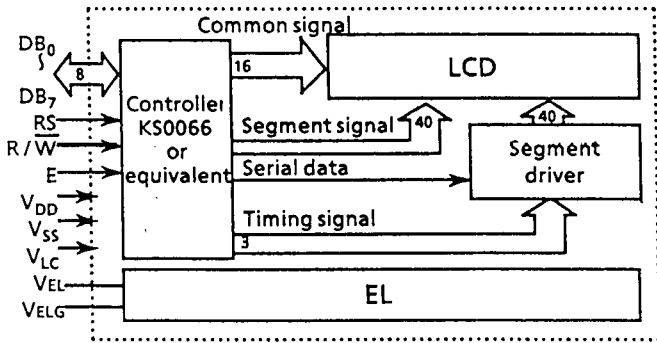 Common signal
DB0
8
16
LCD
DB7
Controller
KS0066
or
equivalent
RS
R / W
E
Segment signal
40
40
Serial data
Segment
driver
VDD
VSS
VLC
Timing signal
3
VEL
VELG
EL